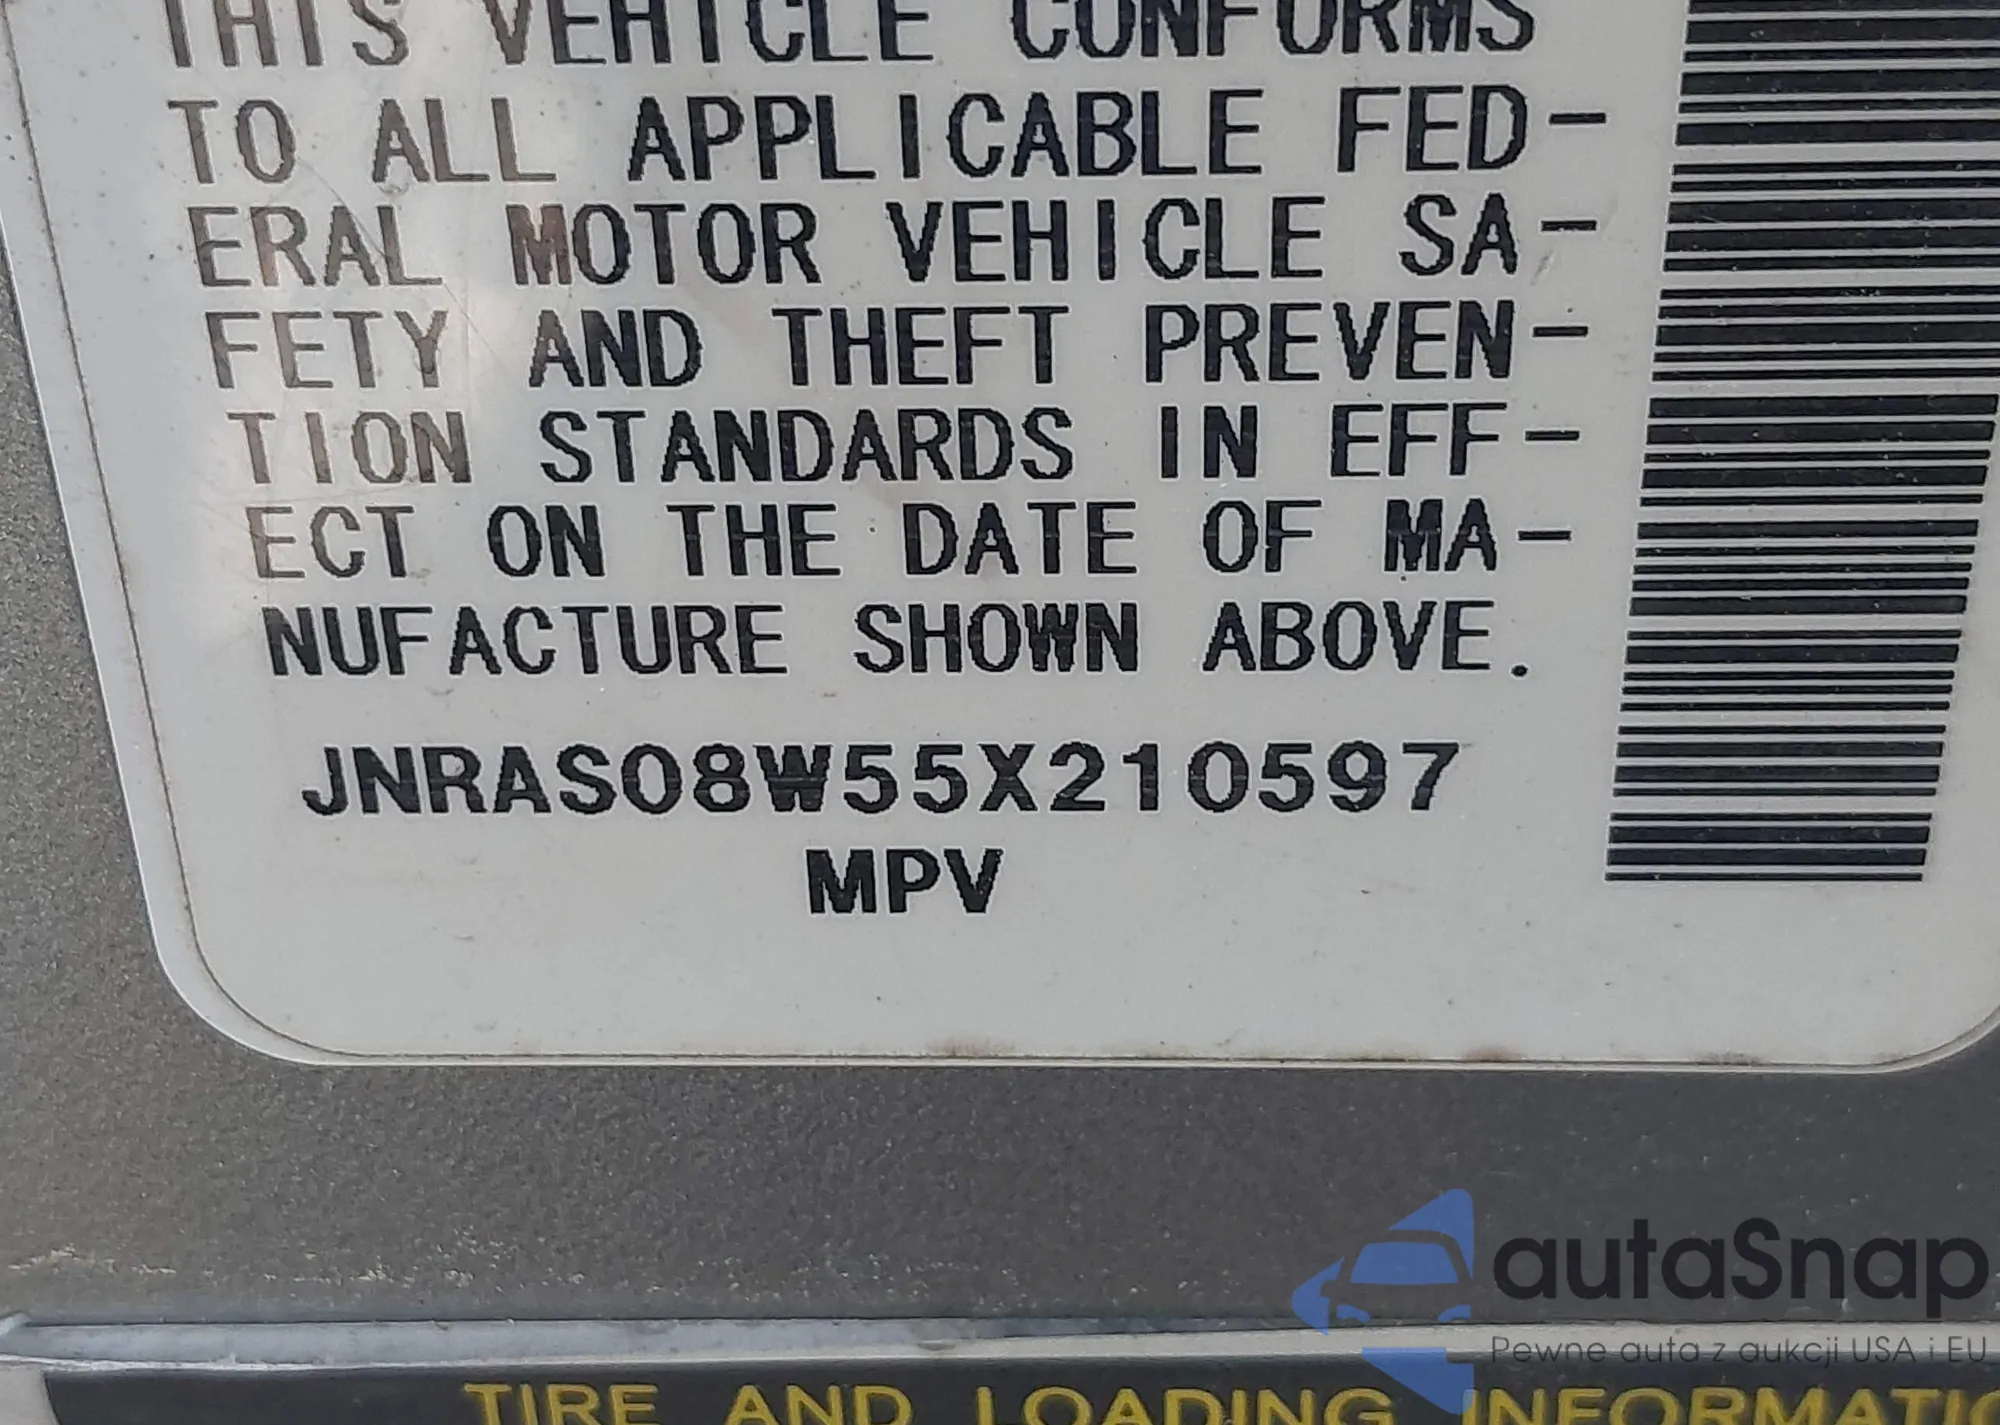 THIS VEHICLE CONFORMS
TO ALL APPLICABLE FED-
ERAL MOTOR VEHICLE SA-
FETY AND THEFT PREVEN-
TION STANDARDS IN EFF-
ECT ON THE DATE OF MA-
NUFACTURE SHOWN ABOVE.
JNRAS08W55X210597
MPV
autaSnap
Pewne auta z aukcji USA i EU
TIRE AND LOADING INFORMATIO